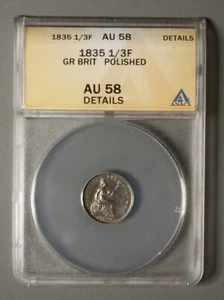 1835 1/3F AU 58 DETAILS
1835 1/3F
GR BRIT POLISHED
AU 58
DETAILS
ANACS